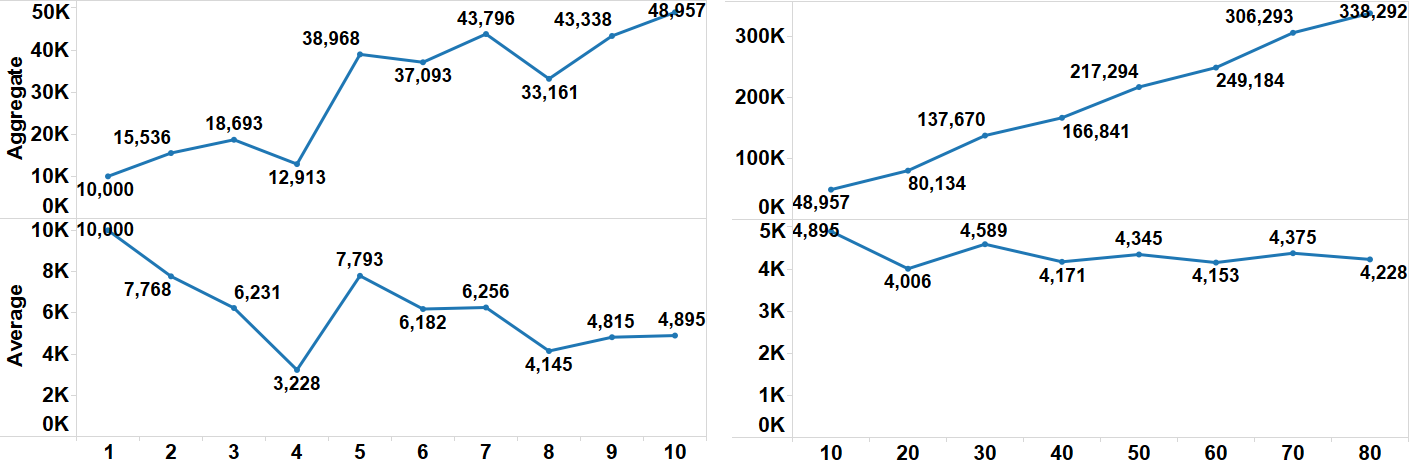 Aggregate
50K
40K
30K
20K
10K
0K
10,000
15,536
18,693
12,913
38,968
37,093
43,796
33,161
43,338
48,957
Average
10K
8K
6K
4K
2K
0K
10,000
7,768
6,231
3,228
7,793
6,182
6,256
4,145
4,815
4,895
1 2 3 4 5 6 7 8 9 10
300K
200K
100K
0K
48,957
80,134
137,670
166,841
217,294
249,184
306,293
338,292
5K
4K
3K
2K
1K
0K
4,895
4,006
4,589
4,171
4,345
4,153
4,375
4,228
10 20 30 40 50 60 70 80